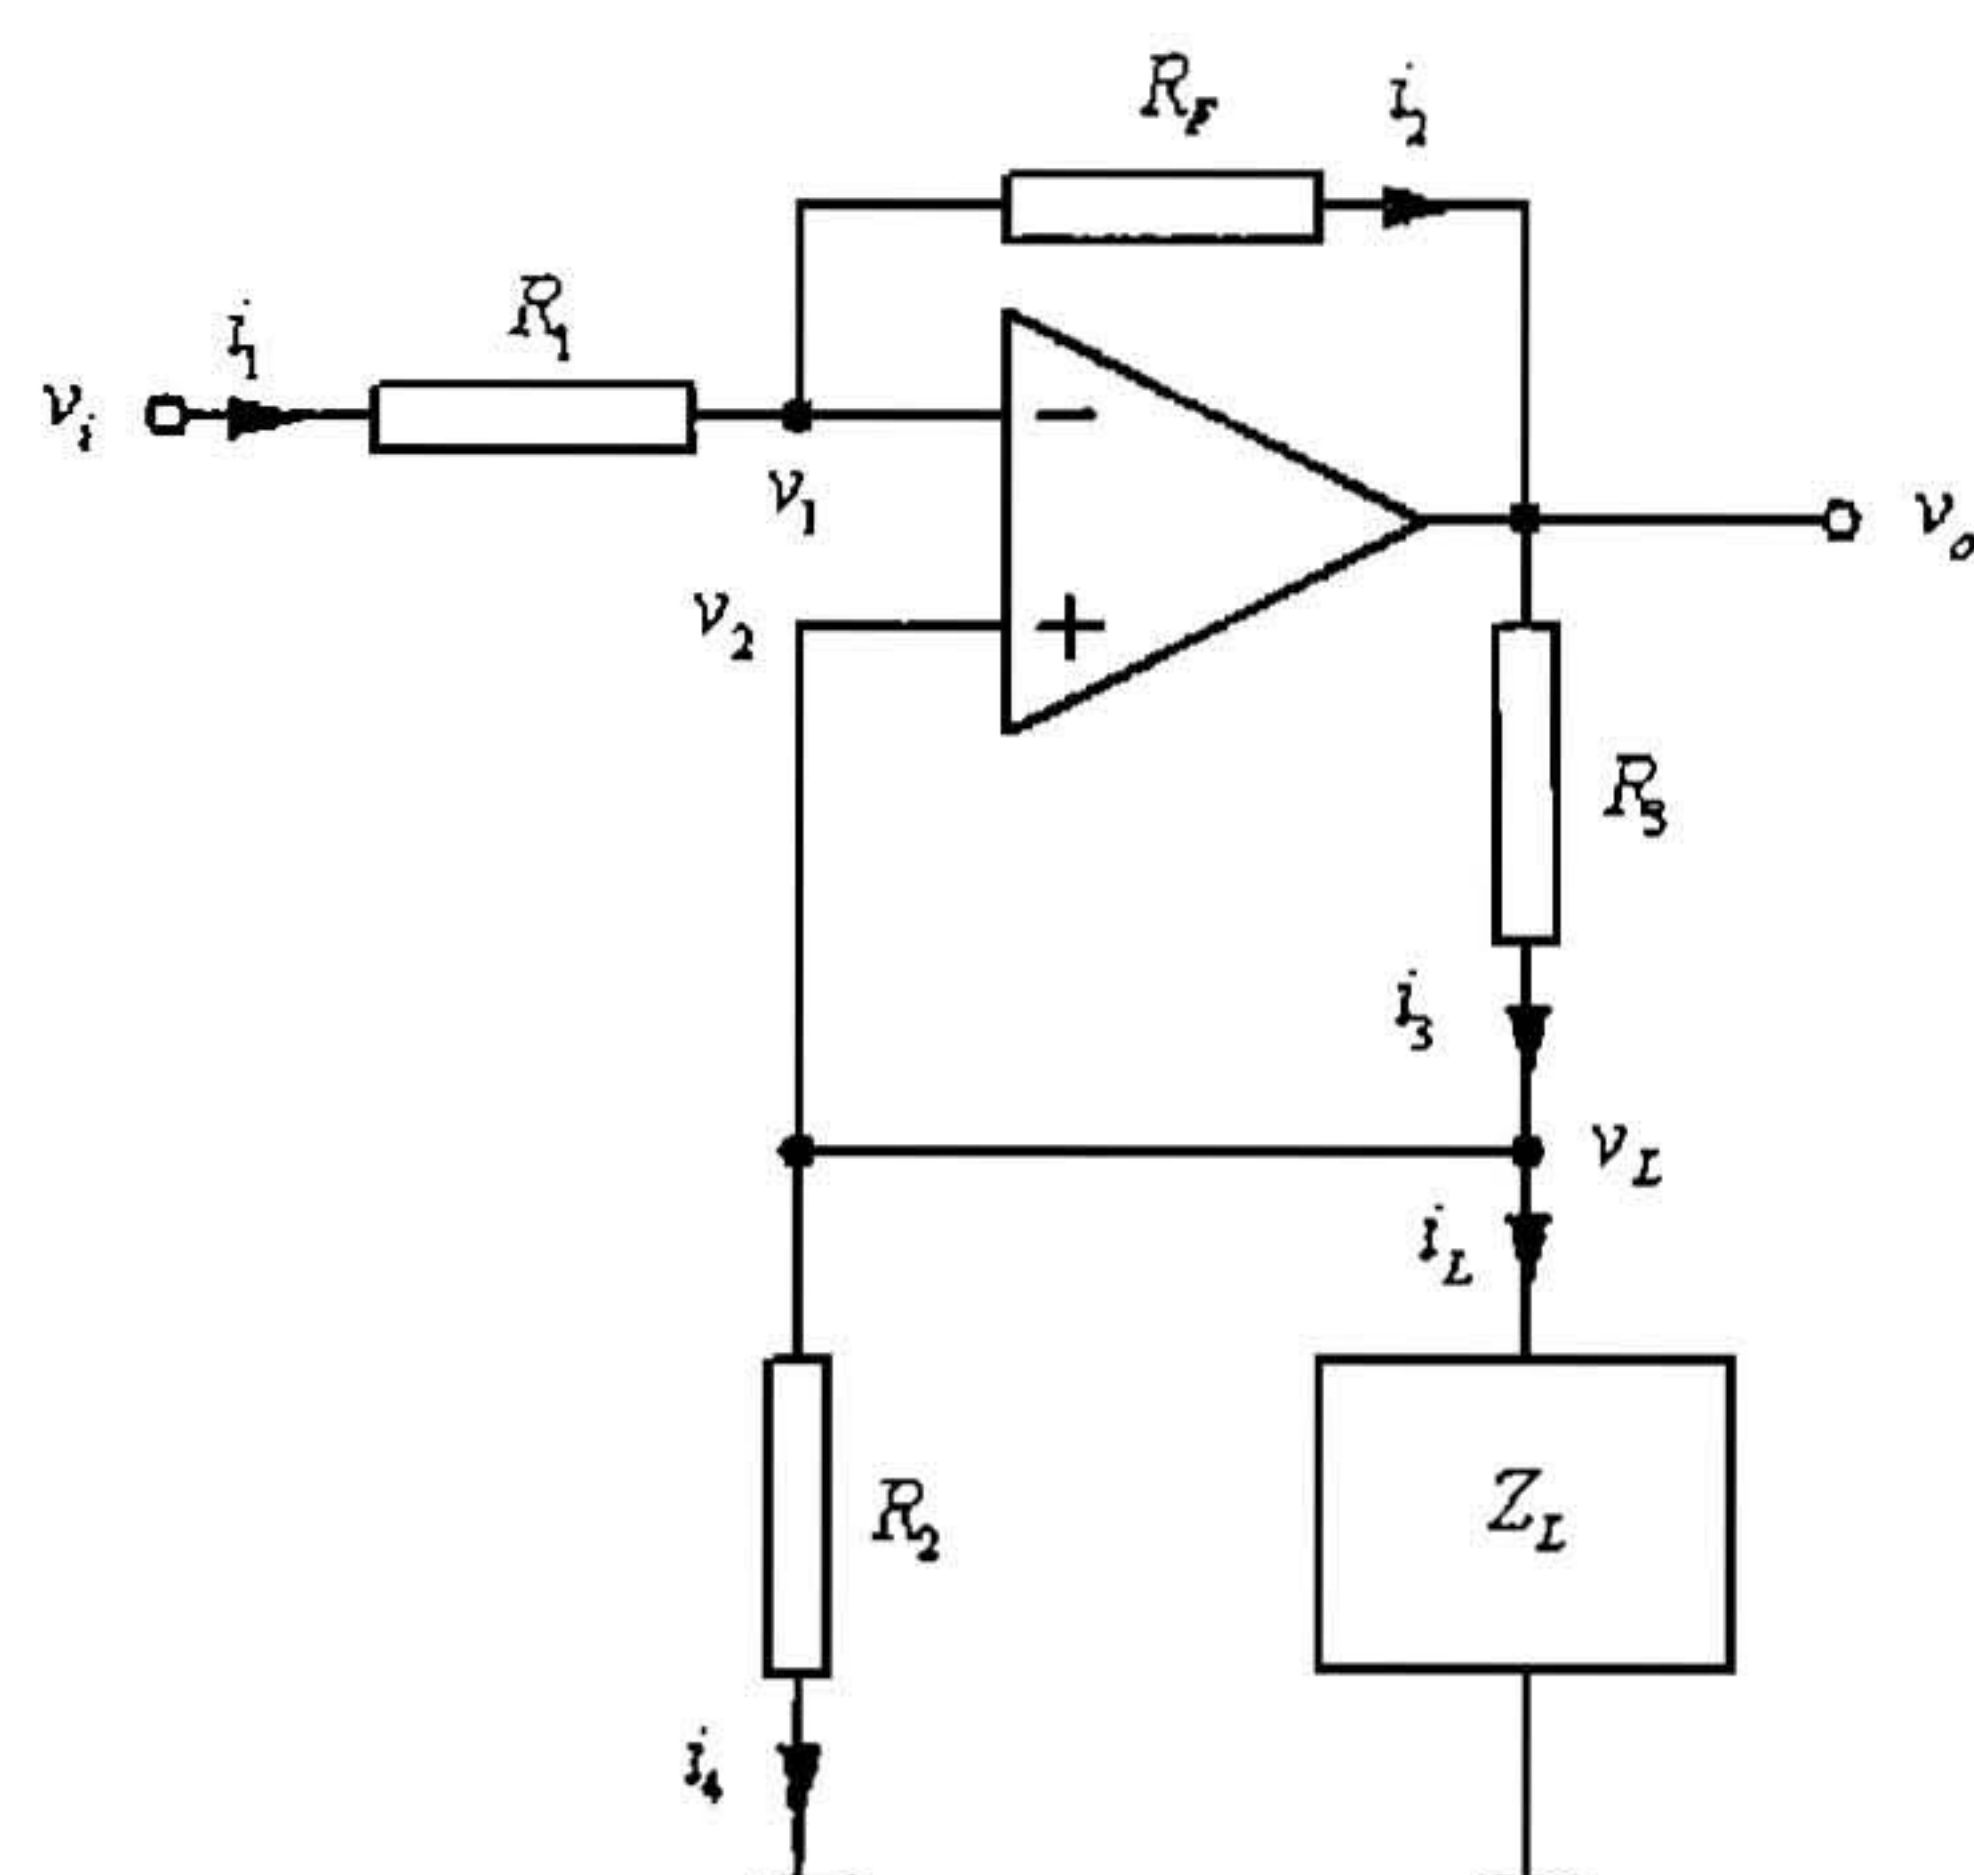 R_F i_2
i_1 R_1
v_i
−
v_1
v_o
v_2
+
R_3
i_3
v_L
i_L
R_2
Z_L
i_4